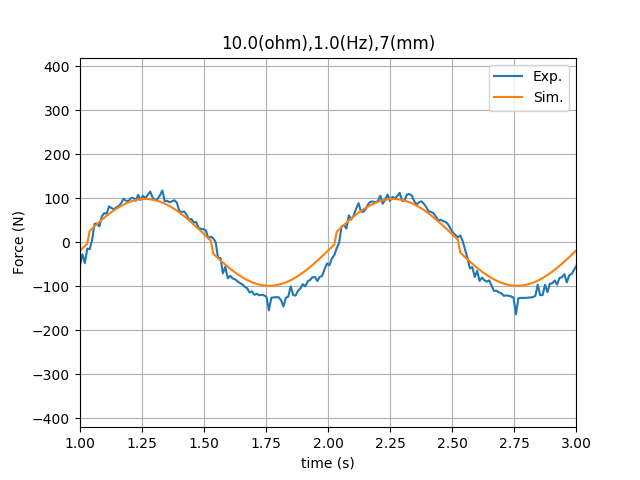 10.0(ohm),1.0(Hz),7(mm)
Exp.
Sim.
400
300
200
100
0
−100
−200
−300
−400
Force (N)
1.00 1.25 1.50 1.75 2.00 2.25 2.50 2.75 3.00
time (s)